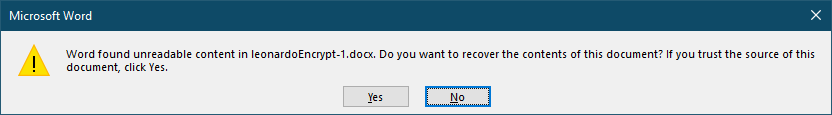 Microsoft Word
Word found unreadable content in leonardoEncrypt-1.docx. Do you want to recover the contents of this document? If you trust the source of
this document, click Yes.
Yes
No